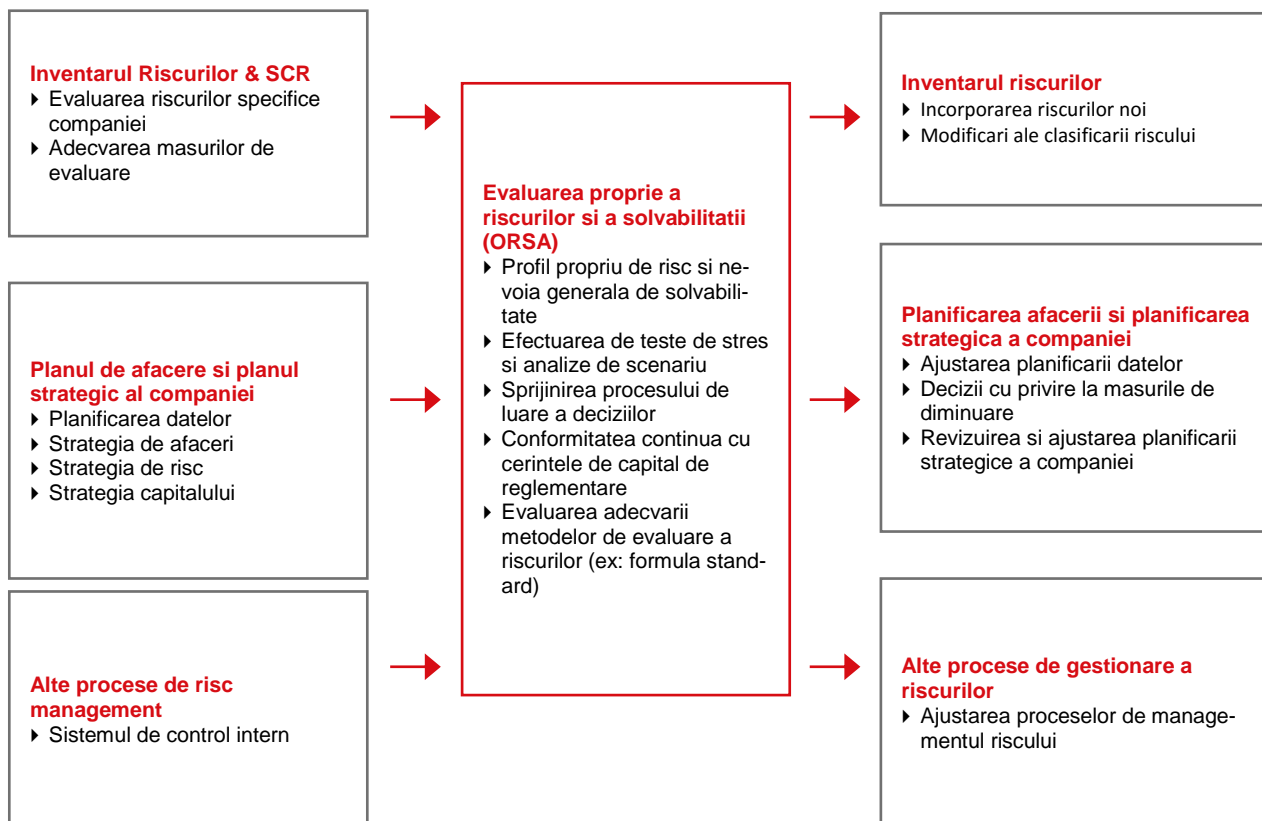 Inventarul Riscurilor & SCR
Evaluarea riscurilor specifice
companiei
Adecvarea masurilor de
evaluare
Planul de afacere si planul
strategic al companiei
Planificarea datelor
Strategia de afaceri
Strategia de risc
Strategia capitalului
Alte procese de risc
management
Sistemul de control intern
Evaluarea proprie a
riscurilor si a solvabilitatii
(ORSA)
Profil propriu de risc si ne-
voia generala de solvabili-
tate
Efectuarea de teste de stres
si analize de scenariu
Sprijinirea procesului de
luare a deciziilor
Conformitatea continua cu
cerintele de capital de
reglementare
Evaluarea adecvarii
metodelor de evaluare a
riscurilor (ex: formula stand-
ard)
Inventarul riscurilor
Incorporarea riscurilor noi
Modificari ale clasificarii riscului
Planificarea afacerii si planificarea
strategica a companiei
Ajustarea planificarii datelor
Decizii cu privire la masurile de
diminuare
Revizuirea si ajustarea planificarii
strategice a companiei
Alte procese de gestionare a
riscurilor
Ajustarea proceselor de manage-
mentul riscului